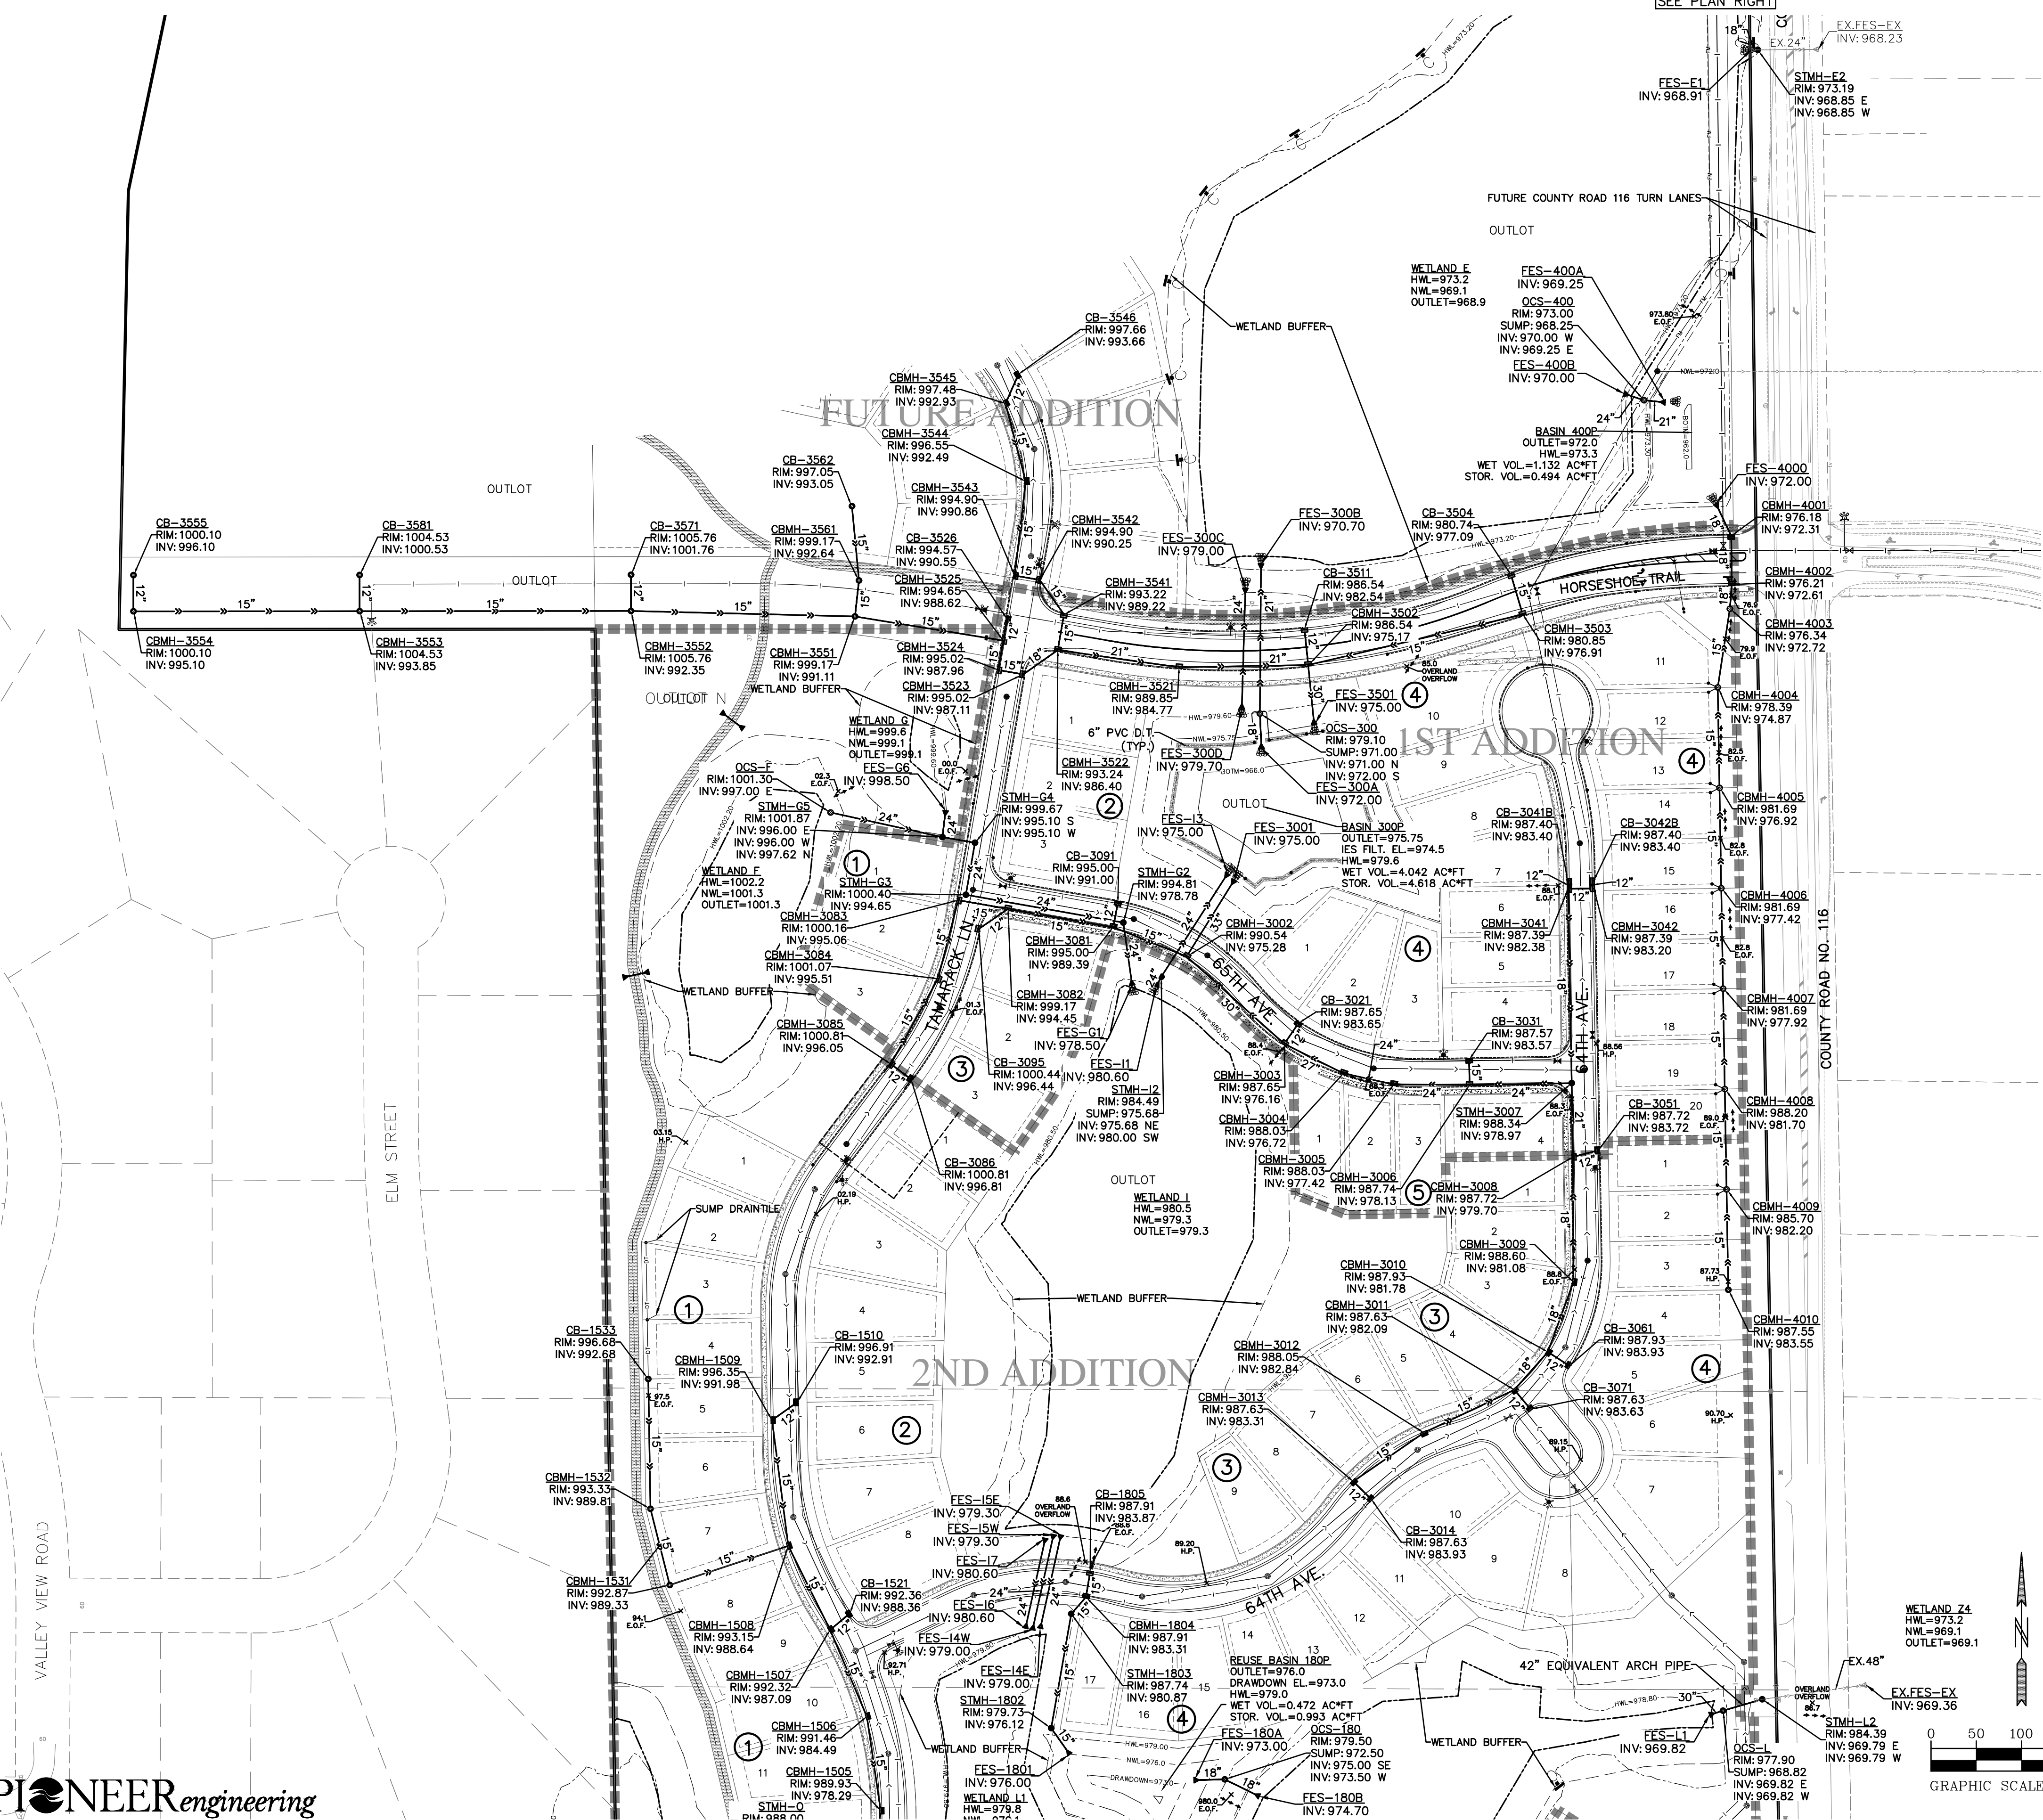 SEE PLAN RIGHT
18"
EX.24"
EX.FES-EX
INV: 968.23
FES-E1
INV: 968.91
STMH-E2
RIM: 973.19
INV: 968.85 E
INV: 968.85 W
HWL=973.20
FUTURE COUNTY ROAD 116 TURN LANES
OUTLOT
WETLAND E
HWL=973.2
NWL=969.1
OUTLET=968.9
FES-400A
INV: 969.25
OCS-400
RIM: 973.00
SUMP: 968.25
INV: 970.00 W
INV: 969.25 E
FES-400B
INV: 970.00
973.80
E.O.F.
NWL=972.0
24"
21"
BASIN 400P
OUTLET=972.0
HWL=973.3
WET VOL.=1.132 AC*FT
STOR. VOL.=0.494 AC*FT
FES-4000
INV: 972.00
CBMH-4001
RIM: 976.18
INV: 972.31
CBMH-4002
RIM: 976.21
INV: 972.61
CBMH-4003
RIM: 976.34
INV: 972.72
CBMH-4004
RIM: 978.39
INV: 974.87
CBMH-4005
RIM: 981.69
INV: 976.92
CBMH-4006
RIM: 981.69
INV: 977.42
CBMH-4007
RIM: 981.69
INV: 977.92
CBMH-4008
RIM: 988.20
INV: 981.70
CBMH-4009
RIM: 985.70
INV: 982.20
CBMH-4010
RIM: 987.55
INV: 983.55
COUNTY ROAD NO. 116
WETLAND BUFFER
CB-3546
RIM: 997.66
INV: 993.66
CBMH-3545
RIM: 997.48
INV: 992.93
FUTURE ADDITION
CBMH-3544
RIM: 996.55
INV: 992.49
CB-3562
RIM: 997.05
INV: 993.05
CBMH-3543
RIM: 994.90
INV: 990.86
OUTLOT
CB-3555
RIM: 1000.10
INV: 996.10
CB-3581
RIM: 1004.53
INV: 1000.53
CB-3571
RIM: 1005.76
INV: 1001.76
CBMH-3561
RIM: 999.17
INV: 992.64
CB-3526
RIM: 994.57
INV: 990.55
CBMH-3525
RIM: 994.65
INV: 988.62
CBMH-3542
RIM: 994.90
INV: 990.25
CBMH-3541
RIM: 993.22
INV: 989.22
FES-300C
INV: 979.00
FES-300B
INV: 970.70
CB-3504
RIM: 980.74
INV: 977.09
CB-3511
RIM: 986.54
INV: 982.54
CBMH-3502
RIM: 986.54
INV: 975.17
HORSESHOE TRAIL
CBMH-3503
RIM: 980.85
INV: 976.91
OUTLOT
CBMH-3554
RIM: 1000.10
INV: 995.10
CBMH-3553
RIM: 1004.53
INV: 993.85
CBMH-3552
RIM: 1005.76
INV: 992.35
CBMH-3551
RIM: 999.17
INV: 991.11
WETLAND BUFFER
CBMH-3524
RIM: 995.02
INV: 987.96
CBMH-3523
RIM: 995.02
INV: 987.11
CBMH-3521
RIM: 989.85
INV: 984.77
85.0
OVERLAND
OVERFLOW
FES-3501
INV: 975.00
OCS-300
RIM: 979.10
SUMP: 971.00
INV: 971.00 N
INV: 972.00 S
1ST ADDITION
FES-300D
INV: 979.70
FES-300A
INV: 972.00
6" PVC D.T.
(TYP.)
CBMH-3522
RIM: 993.24
INV: 986.40
OUTLOT N
WETLAND G
HWL=999.6
NWL=999.1
OUTLET=999.1
FES-G6
INV: 998.50
OCS-F
RIM: 1001.30
INV: 997.00 E
STMH-G5
RIM: 1001.87
INV: 996.00 E
INV: 996.00 W
INV: 997.62 N
STMH-G4
RIM: 999.67
INV: 995.10 S
INV: 995.10 W
WETLAND F
HWL=1002.2
NWL=1001.3
OUTLET=1001.3
STMH-G3
RIM: 1000.40
INV: 994.65
CBMH-3083
RIM: 1000.16
INV: 995.06
CBMH-3084
RIM: 1001.07
INV: 995.51
WETLAND BUFFER
CBMH-3085
RIM: 1000.81
INV: 996.05
TAMARACK LN.
CB-3091
RIM: 995.00
INV: 991.00
STMH-G2
RIM: 994.81
INV: 978.78
FES-I3
INV: 975.00
FES-3001
INV: 975.00
OUTLOT
BASIN 300P
OUTLET=975.75
IES FILT. EL.=974.5
HWL=979.6
WET VOL.=4.042 AC*FT
STOR. VOL.=4.618 AC*FT
CB-3041B
RIM: 987.40
INV: 983.40
CB-3042B
RIM: 987.40
INV: 983.40
CBMH-3041
RIM: 987.39
INV: 982.38
CBMH-3042
RIM: 987.39
INV: 983.20
CBMH-3081
RIM: 995.00
INV: 989.39
CBMH-3002
RIM: 990.54
INV: 975.28
65TH AVE.
64TH AVE.
CBMH-3082
RIM: 999.17
INV: 994.45
CB-3095
RIM: 1000.44
INV: 996.44
FES-G1
INV: 978.50
FES-I1
INV: 980.60
STMH-I2
RIM: 984.49
SUMP: 975.68
INV: 975.68 NE
INV: 980.00 SW
CB-3021
RIM: 987.65
INV: 983.65
CB-3031
RIM: 987.57
INV: 983.57
CBMH-3003
RIM: 987.65
INV: 976.16
CBMH-3004
RIM: 988.03
INV: 976.72
CBMH-3005
RIM: 988.03
INV: 977.42
CBMH-3006
RIM: 987.74
INV: 978.13
STMH-3007
RIM: 988.34
INV: 978.97
CB-3051
RIM: 987.72
INV: 983.72
CBMH-3008
RIM: 987.72
INV: 979.70
CBMH-3009
RIM: 988.60
INV: 981.08
CBMH-3010
RIM: 987.93
INV: 981.78
CBMH-3011
RIM: 987.63
INV: 982.09
CBMH-3012
RIM: 988.05
INV: 982.84
CBMH-3013
RIM: 987.63
INV: 983.31
CB-3061
RIM: 987.93
INV: 983.93
CB-3071
RIM: 987.63
INV: 983.63
CB-3014
RIM: 987.63
INV: 983.93
CB-3086
RIM: 1000.81
INV: 996.81
OUTLOT
WETLAND I
HWL=980.5
NWL=979.3
OUTLET=979.3
SUMP DRAINTILE
WETLAND BUFFER
ELM STREET
VALLEY VIEW ROAD
2ND ADDITION
CB-1533
RIM: 996.68
INV: 992.68
CBMH-1509
RIM: 996.35
INV: 991.98
CB-1510
RIM: 996.91
INV: 992.91
CBMH-1532
RIM: 993.33
INV: 989.81
CBMH-1531
RIM: 992.87
INV: 989.33
CBMH-1508
RIM: 993.15
INV: 988.64
CB-1521
RIM: 992.36
INV: 988.36
CBMH-1507
RIM: 992.32
INV: 987.09
CBMH-1506
RIM: 991.46
INV: 984.49
CBMH-1505
RIM: 989.93
INV: 978.29
STMH-O
RIM: 988.00
FES-I5E
INV: 979.30
FES-I5W
INV: 979.30
FES-I7
INV: 980.60
FES-I6
INV: 980.60
FES-I4W
INV: 979.00
FES-I4E
INV: 979.00
88.6
OVERLAND
OVERFLOW
CB-1805
RIM: 987.91
INV: 983.87
64TH AVE.
CBMH-1804
RIM: 987.91
INV: 983.31
STMH-1803
RIM: 987.74
INV: 980.87
STMH-1802
RIM: 979.73
INV: 976.12
FES-1801
INV: 976.00
WETLAND L1
HWL=979.8
WETLAND BUFFER
REUSE BASIN 180P
OUTLET=976.0
DRAWDOWN EL.=973.0
HWL=979.0
WET VOL.=0.472 AC*FT
STOR. VOL.=0.993 AC*FT
FES-180A
INV: 973.00
OCS-180
RIM: 979.50
SUMP: 972.50
INV: 975.00 SE
INV: 973.50 W
FES-180B
INV: 974.70
WETLAND BUFFER
42" EQUIVALENT ARCH PIPE
30"
FES-L1
INV: 969.82
OCS-L
RIM: 977.90
SUMP: 968.82
INV: 969.82 E
INV: 969.82 W
OVERLAND
OVERFLOW
86.7
STMH-L2
RIM: 984.39
INV: 969.79 E
INV: 969.79 W
EX.48"
EX.FES-EX
INV: 969.36
WETLAND Z4
HWL=973.2
NWL=969.1
OUTLET=969.1
N
0 50 100
GRAPHIC SCALE
PIONEERengineering